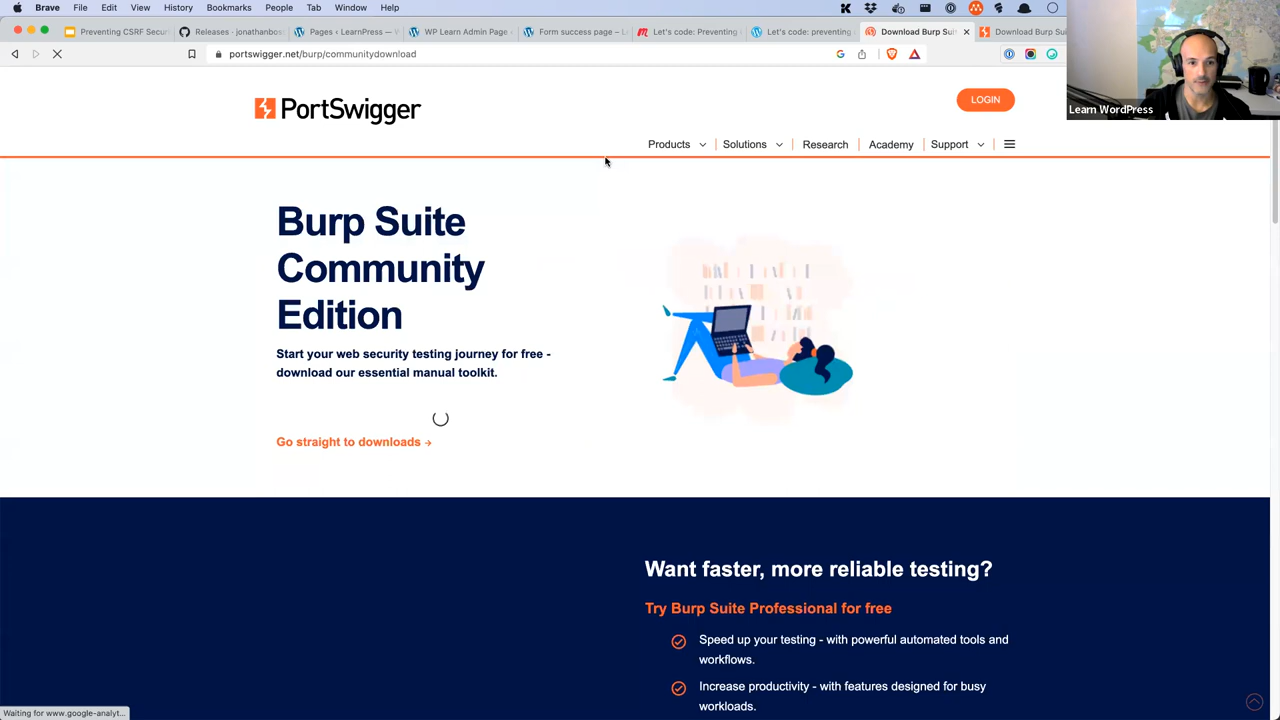 Brave File Edit View History Bookmarks People Tab Window Help
Preventing CSRF Secur
Releases · jonathanbos
Pages ‹ LearnPress — W
WP Learn Admin Page
Form success page – L
Let's code: Preventing
Let's code: preventing
Download Burp Suit
Download Burp Sui
portswigger.net/burp/communitydownload
Learn WordPress
PortSwigger
LOGIN
Products Solutions Research Academy Support
Burp Suite
Community
Edition
Start your web security testing journey for free -
download our essential manual toolkit.
Go straight to downloads →
Want faster, more reliable testing?
Try Burp Suite Professional for free
Speed up your testing - with powerful automated tools and
workflows.
Increase productivity - with features designed for busy
workloads.
Waiting for www.google-analyt...